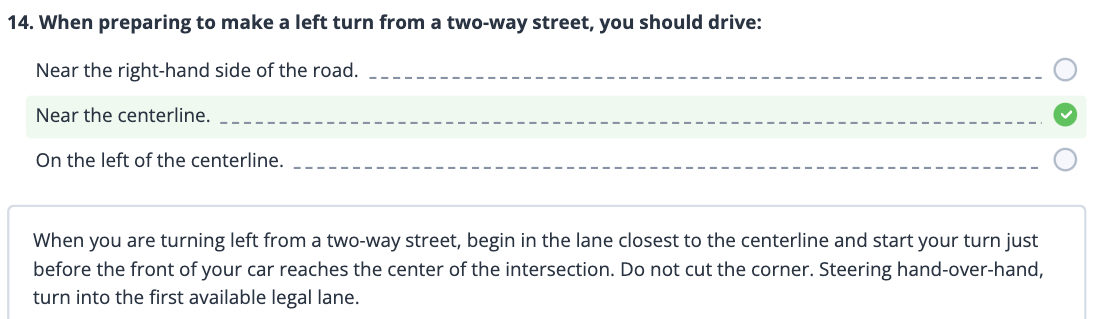 14. When preparing to make a left turn from a two-way street, you should drive:
Near the right-hand side of the road.
Near the centerline.
On the left of the centerline.
When you are turning left from a two-way street, begin in the lane closest to the centerline and start your turn just
before the front of your car reaches the center of the intersection. Do not cut the corner. Steering hand-over-hand,
turn into the first available legal lane.